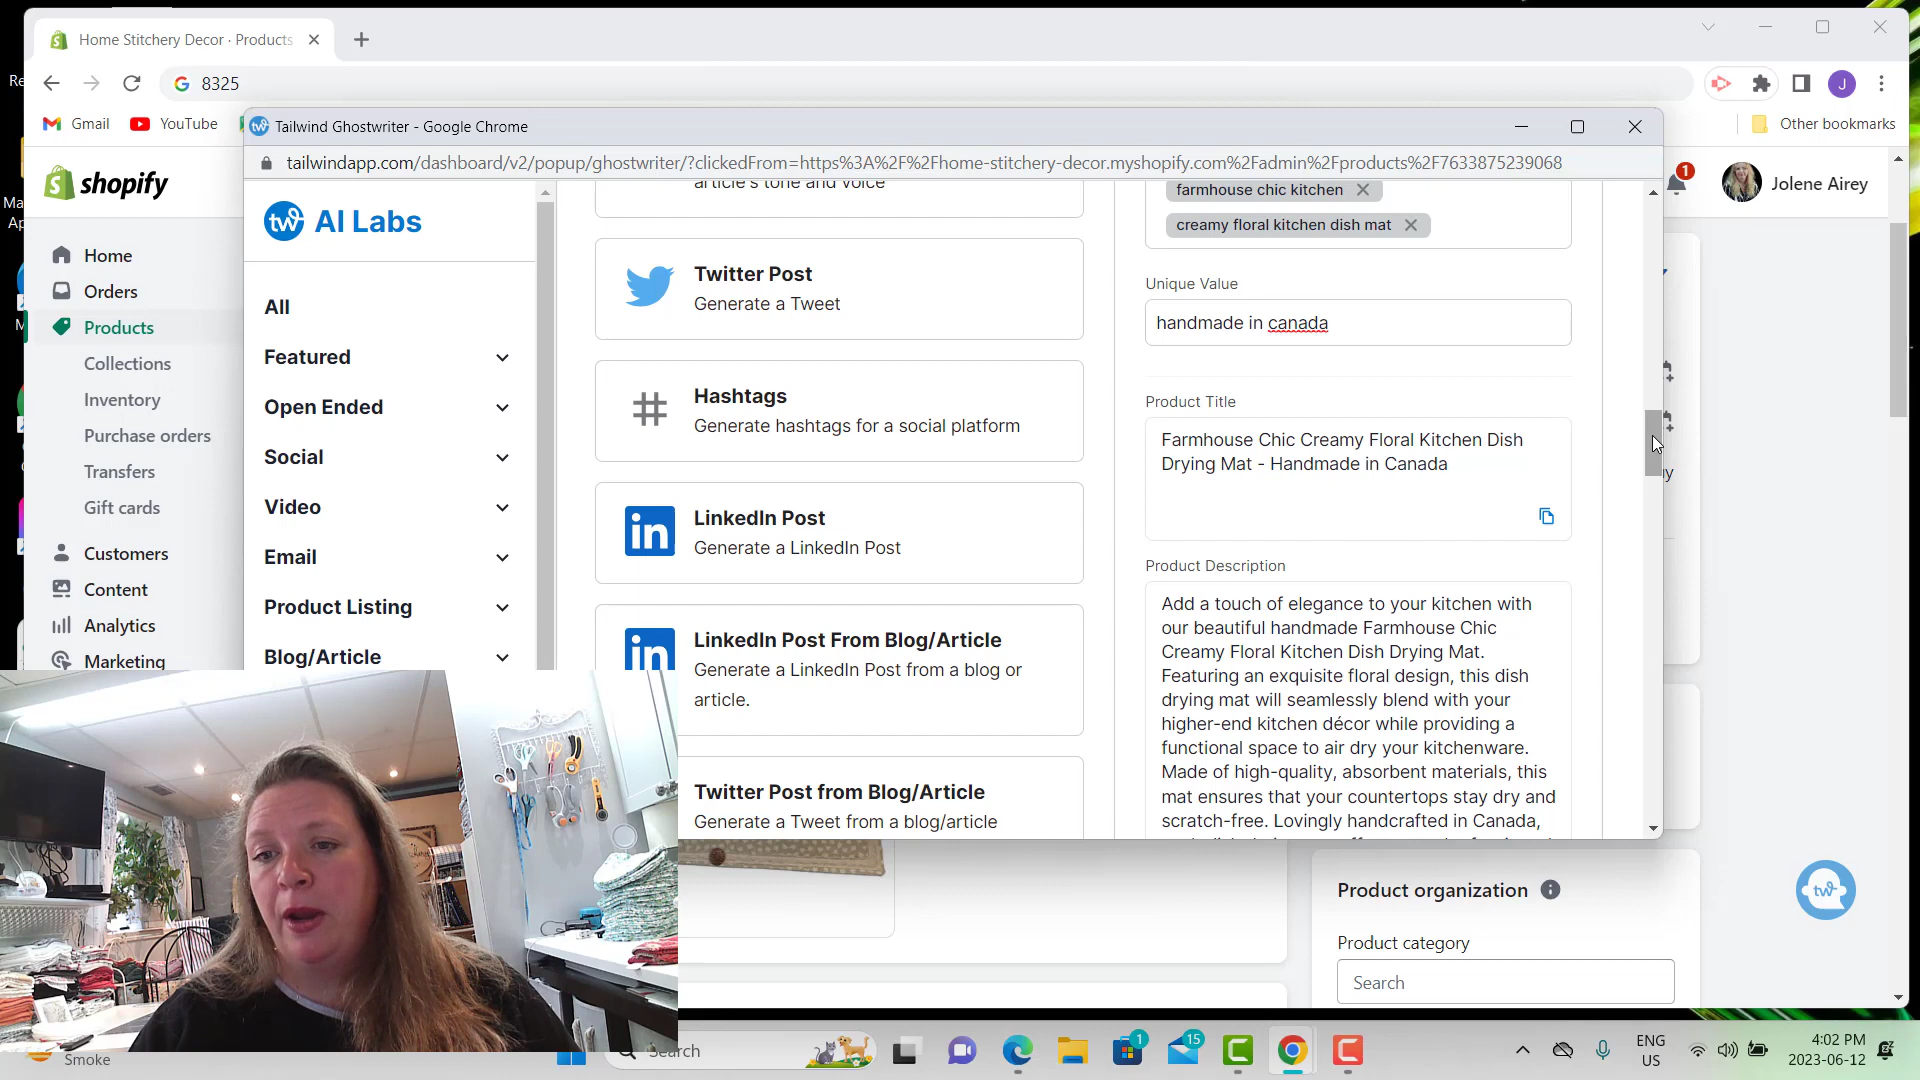 Home Stitchery Decor · Products
8325
Gmail
YouTube
Other bookmarks
Tailwind Ghostwriter - Google Chrome
tailwindapp.com/dashboard/v2/popup/ghostwriter/?clickedFrom=https%3A%2F%2Fhome-stitchery-decor.myshopify.com%2Fadmin%2Fproducts%2F7633875239068
shopify
1
Jolene Airey
Home
Orders
Products
Collections
Inventory
Purchase orders
Transfers
Gift cards
Customers
Content
Analytics
Marketing
tw AI Labs
All
Featured
Open Ended
Social
Video
Email
Product Listing
Blog/Article
article's tone and voice
Twitter Post
Generate a Tweet
Hashtags
Generate hashtags for a social platform
LinkedIn Post
Generate a LinkedIn Post
LinkedIn Post From Blog/Article
Generate a LinkedIn Post from a blog or
article.
Twitter Post from Blog/Article
Generate a Tweet from a blog/article
farmhouse chic kitchen
creamy floral kitchen dish mat
Unique Value
handmade in canada
Product Title
Farmhouse Chic Creamy Floral Kitchen Dish
Drying Mat - Handmade in Canada
Product Description
Add a touch of elegance to your kitchen with
our beautiful handmade Farmhouse Chic
Creamy Floral Kitchen Dish Drying Mat.
Featuring an exquisite floral design, this dish
drying mat will seamlessly blend with your
higher-end kitchen décor while providing a
functional space to air dry your kitchenware.
Made of high-quality, absorbent materials, this
mat ensures that your countertops stay dry and
scratch-free. Lovingly handcrafted in Canada,
Product organization
Product category
Search
Smoke
Search
1
15
ENG
US
4:02 PM
2023-06-12